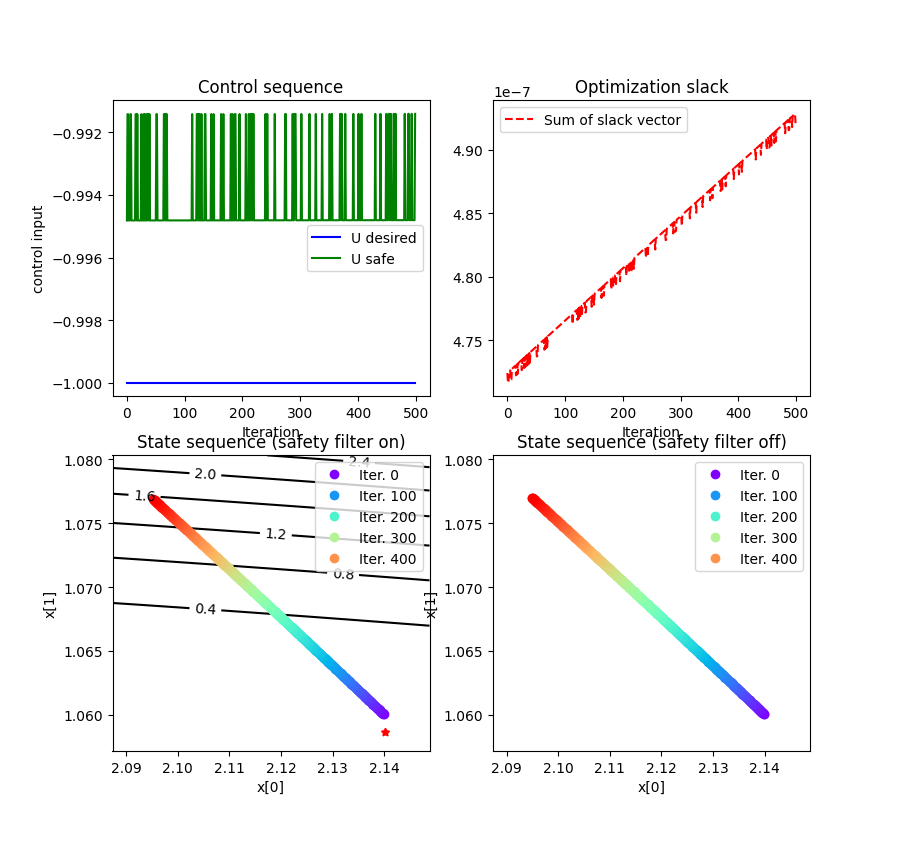 Control sequence
control input
−0.992
−0.994
−0.996
−0.998
−1.000
U desired
U safe
0 100 200 300 400 500
Iteration
Optimization slack
1e−7
Sum of slack vector
4.90
4.85
4.80
4.75
0 100 200 300 400 500
Iteration
State sequence (safety filter on)
x[1]
1.080
1.075
1.070
1.065
1.060
2.4
2.0
1.6
1.2
0.8
0.4
Iter. 0
Iter. 100
Iter. 200
Iter. 300
Iter. 400
2.09 2.10 2.11 2.12 2.13 2.14
x[0]
State sequence (safety filter off)
x[1]
1.080
1.075
1.070
1.065
1.060
Iter. 0
Iter. 100
Iter. 200
Iter. 300
Iter. 400
2.09 2.10 2.11 2.12 2.13 2.14
x[0]